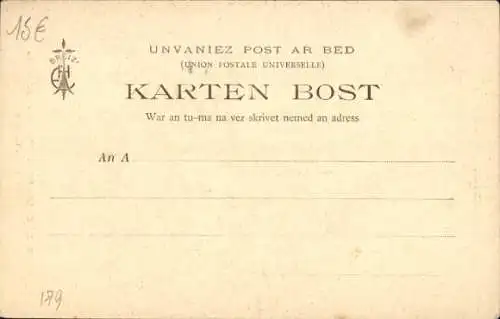 15€
BREIZ
UNVANIEZ POST AR BED
(UNION POSTALE UNIVERSELLE)
KARTEN BOST
War an tu-ma na vez skrivet nemed an adress
An A
179